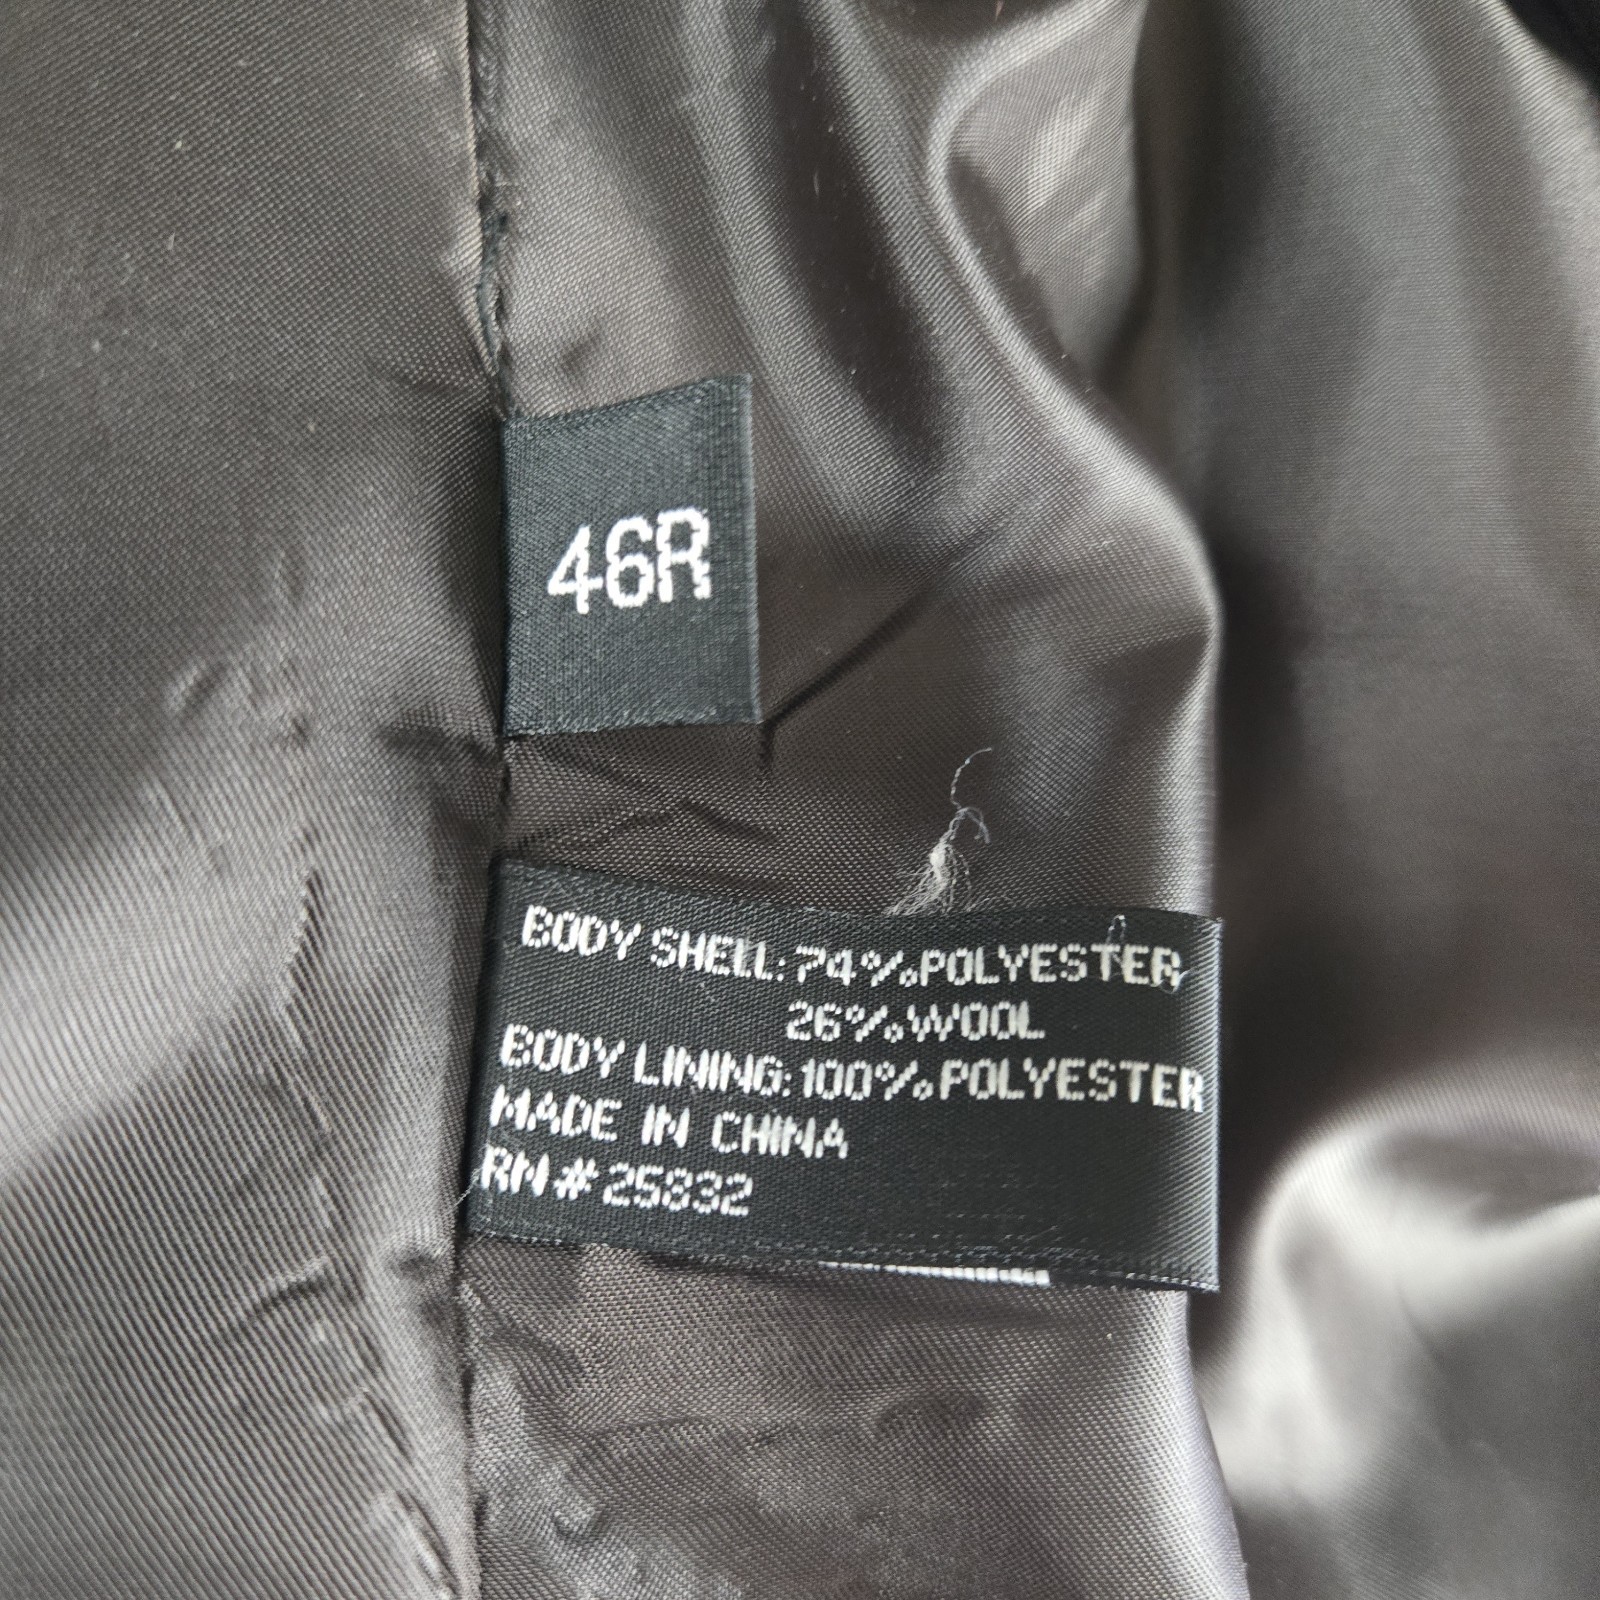 46R
BODY SHELL: 74% POLYESTER
26% WOOL
BODY LINING: 100% POLYESTER
MADE IN CHINA
RN# 25832